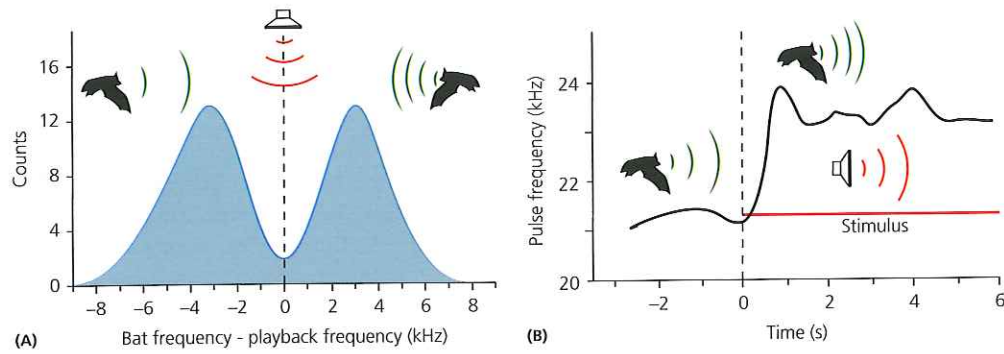 16
12
8
4
0
Counts
−8 −6 −4 −2 0 2 4 6 8
(A) Bat frequency - playback frequency (kHz)
26
24
22
20
Pulse frequency (kHz)
Stimulus
−2 0 2 4 6
(B) Time (s)